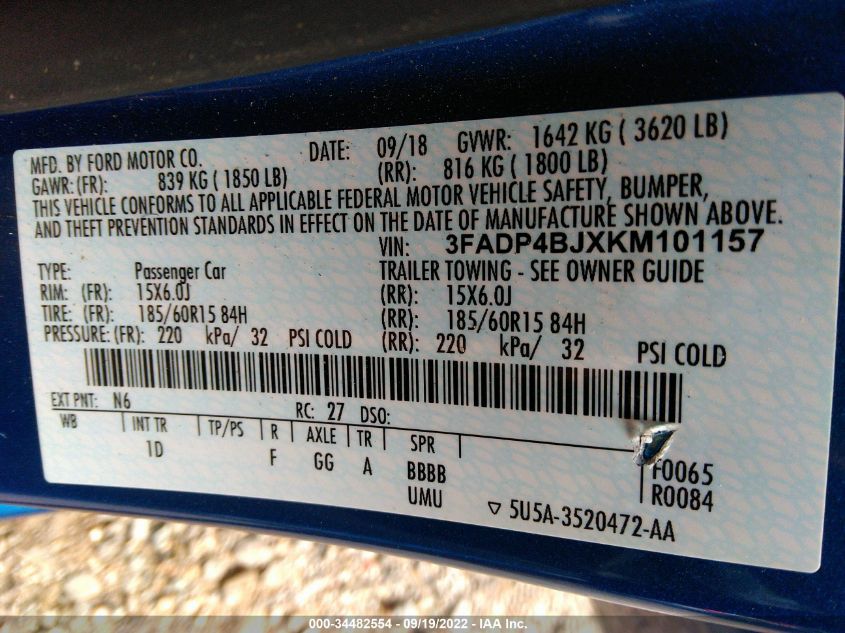 MFD. BY FORD MOTOR CO. DATE: 09/18 GVWR: 1642 KG ( 3620 LB)
GAWR: (FR): 839 KG ( 1850 LB) (RR): 816 KG ( 1800 LB)
THIS VEHICLE CONFORMS TO ALL APPLICABLE FEDERAL MOTOR VEHICLE SAFETY, BUMPER,
AND THEFT PREVENTION STANDARDS IN EFFECT ON THE DATE OF MANUFACTURE SHOWN ABOVE.
VIN: 3FADP4BJXKM101157
TYPE: Passenger Car TRAILER TOWING - SEE OWNER GUIDE
RIM: (FR): 15X6.0J (RR): 15X6.0J
TIRE: (FR): 185/60R15 84H (RR): 185/60R15 84H
PRESSURE: (FR): 220 kPa/ 32 PSI COLD (RR): 220 kPa/ 32 PSI COLD
EXT PNT: N6 RC: 27 DSO:
WB INT TR TP/PS R AXLE TR SPR
1D F GG A BBBB F0065
UMU R0084
5U5A-3520472-AA
000-34482554 - 09/19/2022 - IAA Inc.